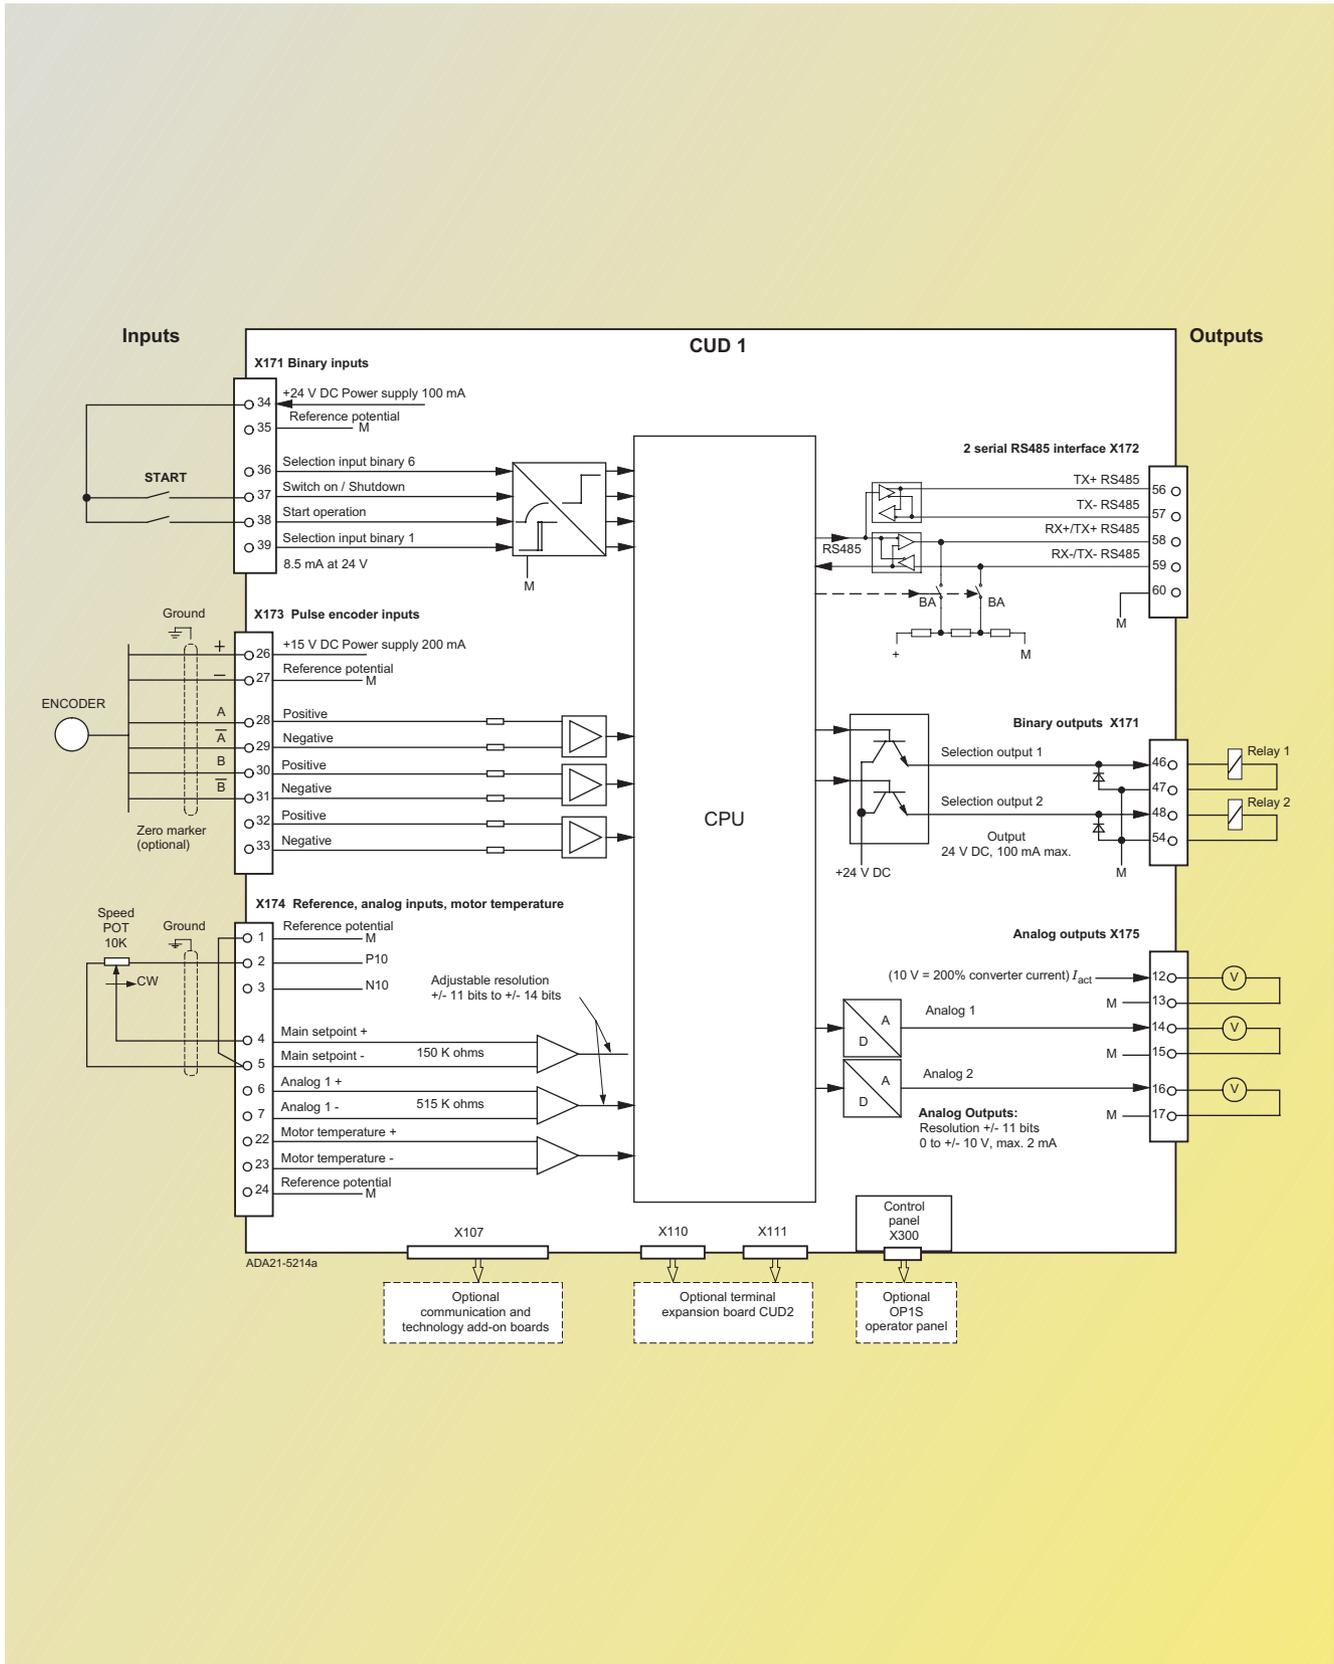 Inputs
CUD 1
Outputs
X171 Binary inputs
34
+24 V DC Power supply 100 mA
35
Reference potential
M
START
36
Selection input binary 6
37
Switch on / Shutdown
38
Start operation
39
Selection input binary 1
8.5 mA at 24 V
M
X173 Pulse encoder inputs
Ground
ENCODER
+
26
+15 V DC Power supply 200 mA
−
27
Reference potential
M
A
28
Positive
A̅
29
Negative
B
30
Positive
B̅
31
Negative
Zero marker
(optional)
32
Positive
33
Negative
X174 Reference, analog inputs, motor temperature
Speed
POT
10K
CW
Ground
1
Reference potential
M
2
P10
3
N10
Adjustable resolution
+/- 11 bits to +/- 14 bits
4
Main setpoint +
5
Main setpoint -
150 K ohms
6
Analog 1 +
7
Analog 1 -
515 K ohms
22
Motor temperature +
23
Motor temperature -
24
Reference potential
M
CPU
2 serial RS485 interface X172
TX+ RS485
56
TX- RS485
57
RX+/TX+ RS485
58
RX-/TX- RS485
59
60
RS485
BA
BA
M
+
M
Binary outputs X171
Selection output 1
46
Relay 1
47
Selection output 2
48
Relay 2
54
Output
24 V DC, 100 mA max.
+24 V DC
M
Analog outputs X175
(10 V = 200% converter current) Iact
12
V
M
13
A
D
Analog 1
14
V
M
15
A
D
Analog 2
16
V
M
17
Analog Outputs:
Resolution +/- 11 bits
0 to +/- 10 V, max. 2 mA
X107
X110
X111
Control
panel
X300
ADA21-5214a
Optional
communication and
technology add-on boards
Optional terminal
expansion board CUD2
Optional
OP1S
operator panel